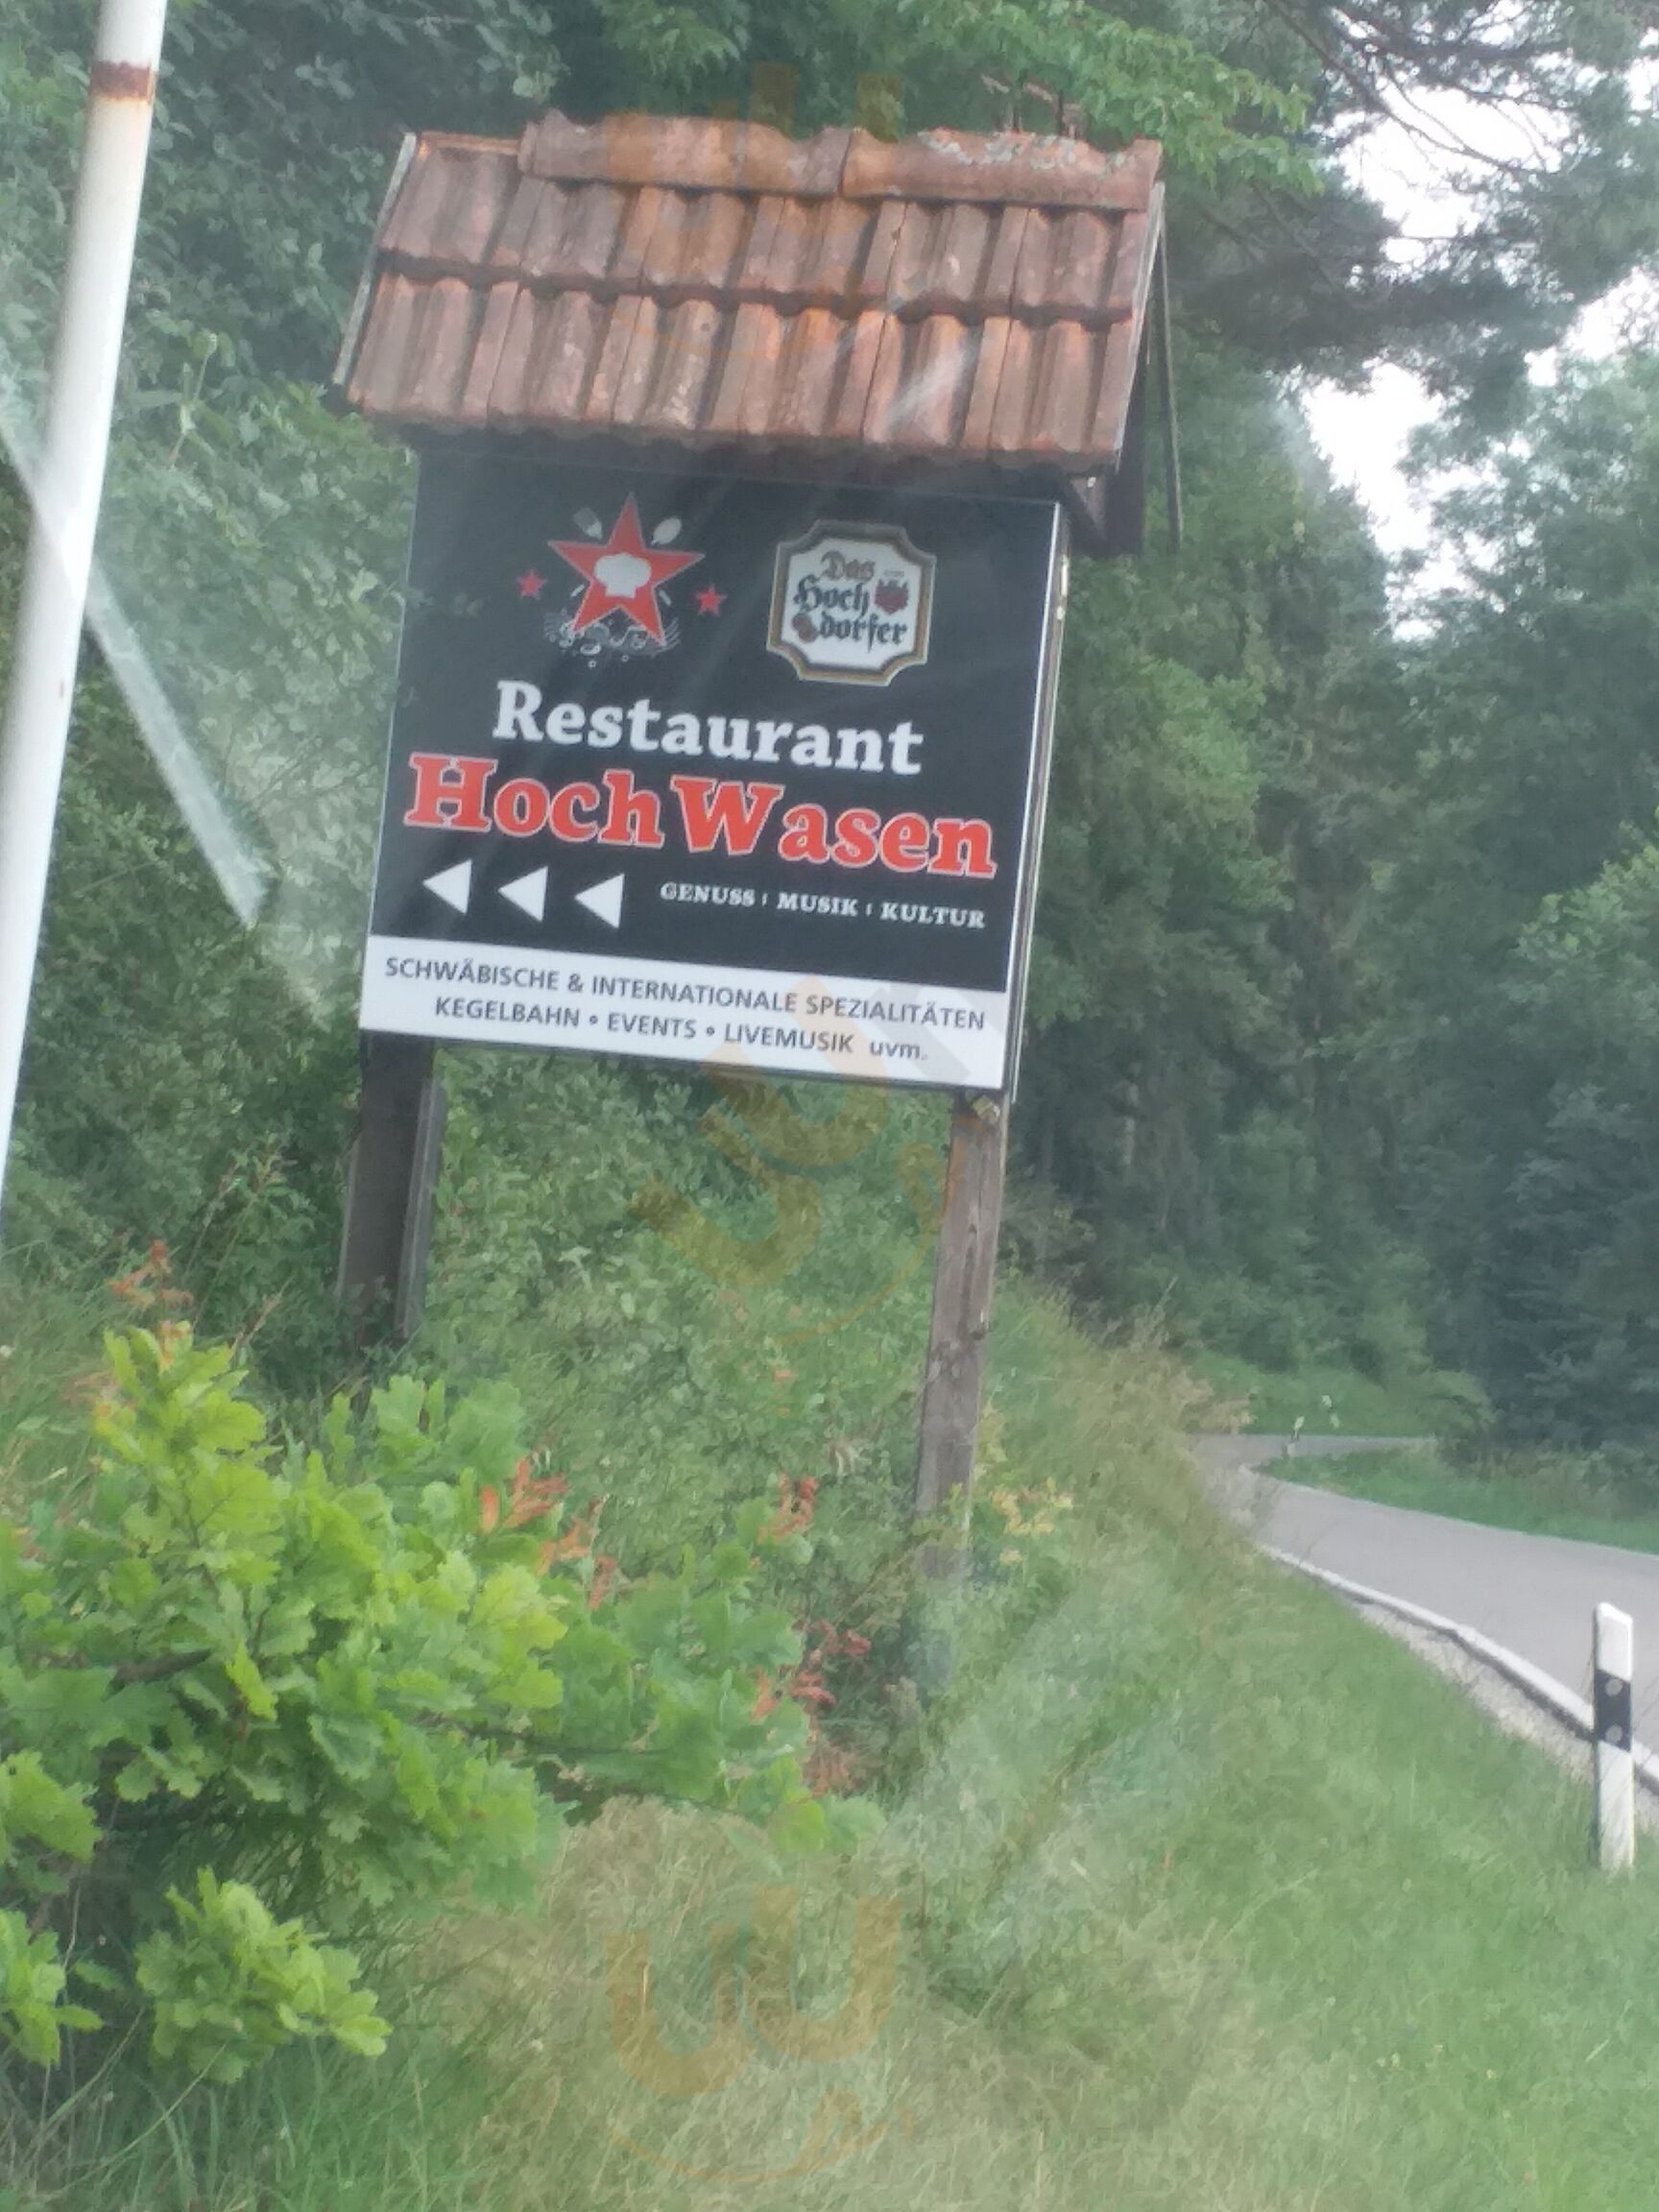 Das
Hoch
dorfer
Restaurant
HochWasen
GENUSS | MUSIK | KULTUR
SCHWÄBISCHE & INTERNATIONALE SPEZIALITÄTEN
KEGELBAHN • EVENTS • LIVEMUSIK uvm.